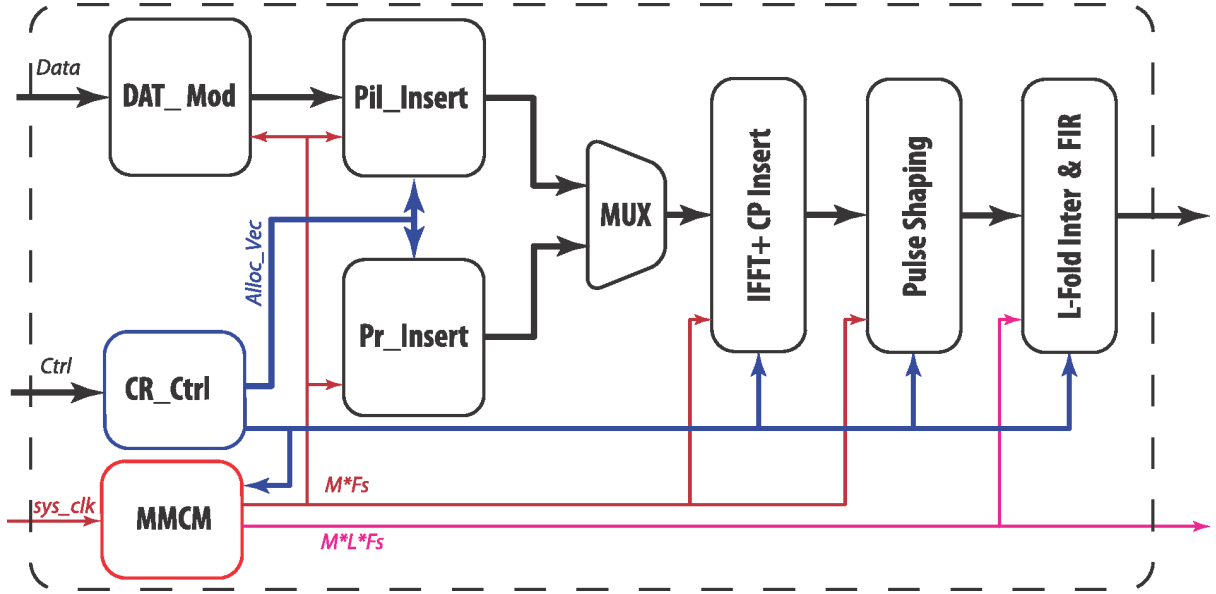 Data
DAT_ Mod
Pil_Insert
MUX
IFFT+ CP Insert
Pulse Shaping
L-Fold Inter & FIR
Alloc_Vec
Pr_Insert
Ctrl
CR_Ctrl
sys_clk
MMCM
M*Fs
M*L*Fs